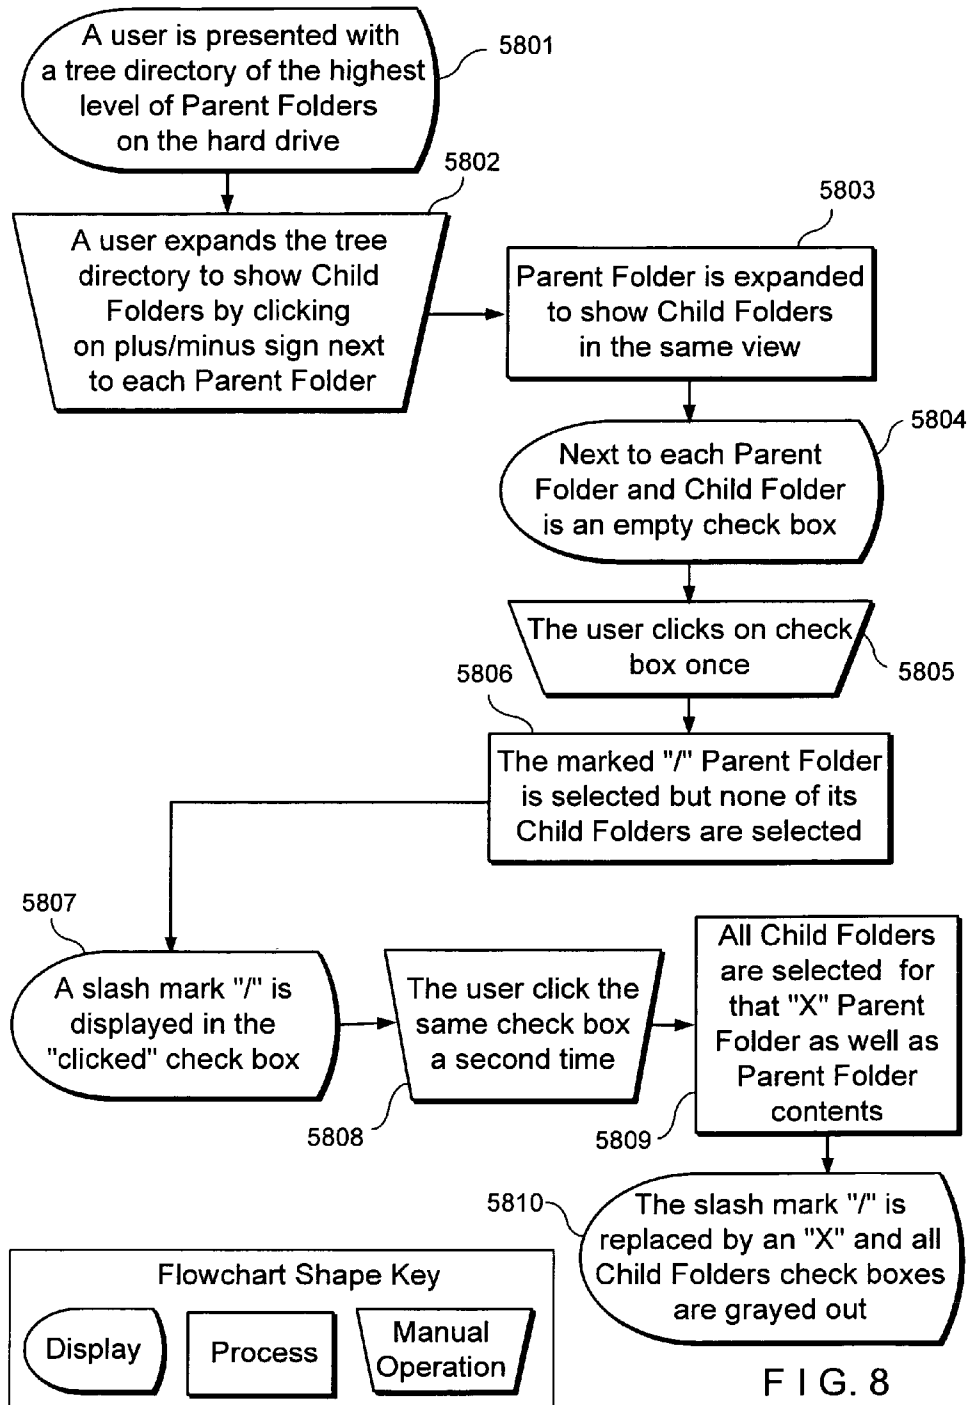 A user is presented with
a tree directory of the highest
level of Parent Folders
on the hard drive
5801
5802
A user expands the tree
directory to show Child
Folders by clicking
on plus/minus sign next
to each Parent Folder
5803
Parent Folder is expanded
to show Child Folders
in the same view
5804
Next to each Parent
Folder and Child Folder
is an empty check box
The user clicks on check
box once
5805
5806
The marked "/" Parent Folder
is selected but none of its
Child Folders are selected
5807
A slash mark "/" is
displayed in the
"clicked" check box
The user click the
same check box
a second time
5808
All Child Folders
are selected for
that "X" Parent
Folder as well as
Parent Folder
contents
5809
5810
The slash mark "/" is
replaced by an "X" and all
Child Folders check boxes
are grayed out
Flowchart Shape Key
Display
Process
Manual
Operation
F I G. 8